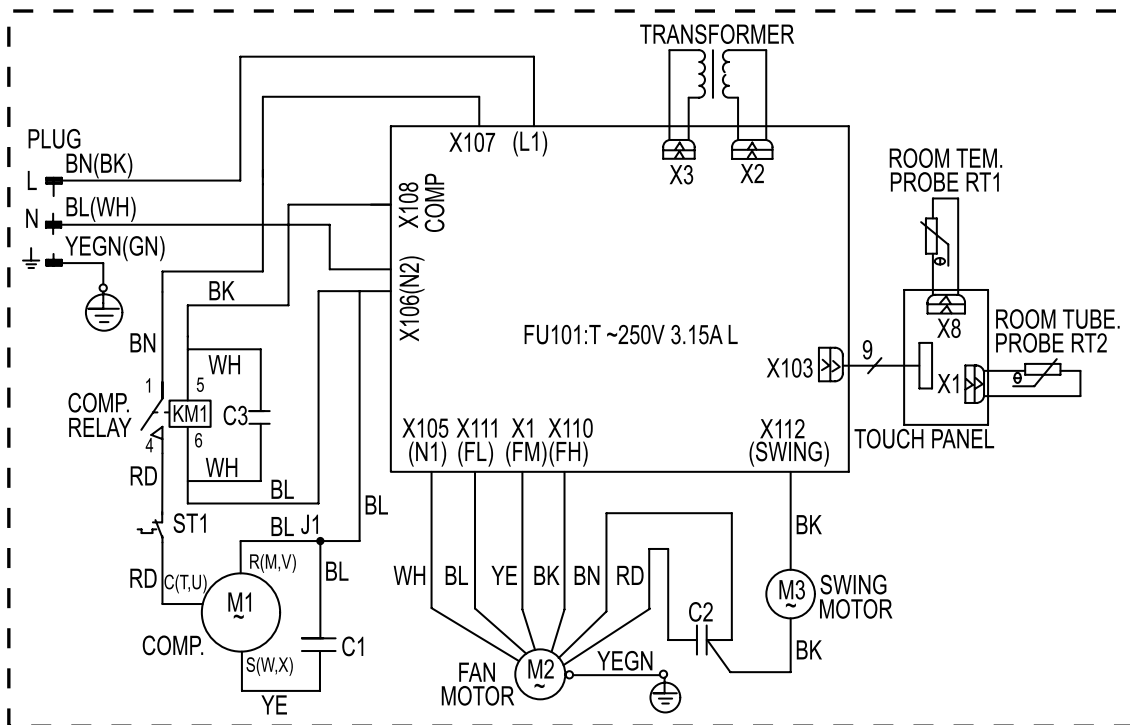 TRANSFORMER
PLUG
L
BN(BK)
N
BL(WH)
YEGN(GN)
X107
(L1)
X3
X2
X108
COMP
X106(N2)
ROOM TEM.
PROBE RT1
θ
X8
ROOM TUBE.
PROBE RT2
X1
θ
TOUCH PANEL
FU101:T ~250V 3.15A L
X103
9
BK
BN
WH
1
5
COMP.
RELAY
KM1
C3
4
6
WH
RD
BL
X105
(N1)
X111
(FL)
X1
(FM)
X110
(FH)
X112
(SWING)
ST1
BL
J1
BL
R(M,V)
BL
RD
C(T,U)
M1
~
COMP.
C1
S(W,X)
YE
WH
BL
YE
BK
BN
RD
BK
C2
M3
~
SWING
MOTOR
BK
FAN
MOTOR
M2
~
YEGN